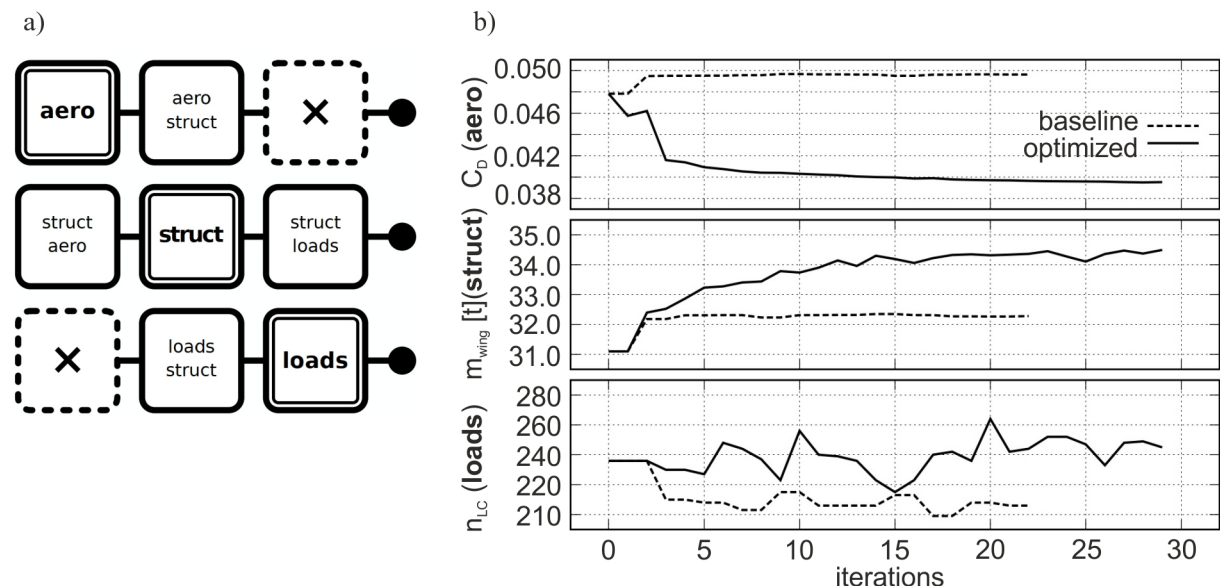 a)
aero
aero
struct
×
struct
aero
struct
struct
loads
×
loads
struct
loads
b)
C_D (aero)
0.050
0.046
0.042
0.040
0.038
baseline
optimized
m_wing [t](struct)
35.0
34.0
33.0
32.0
31.0
n_LC (loads)
280
260
240
220
210
0
5
10
15
20
25
30
iterations